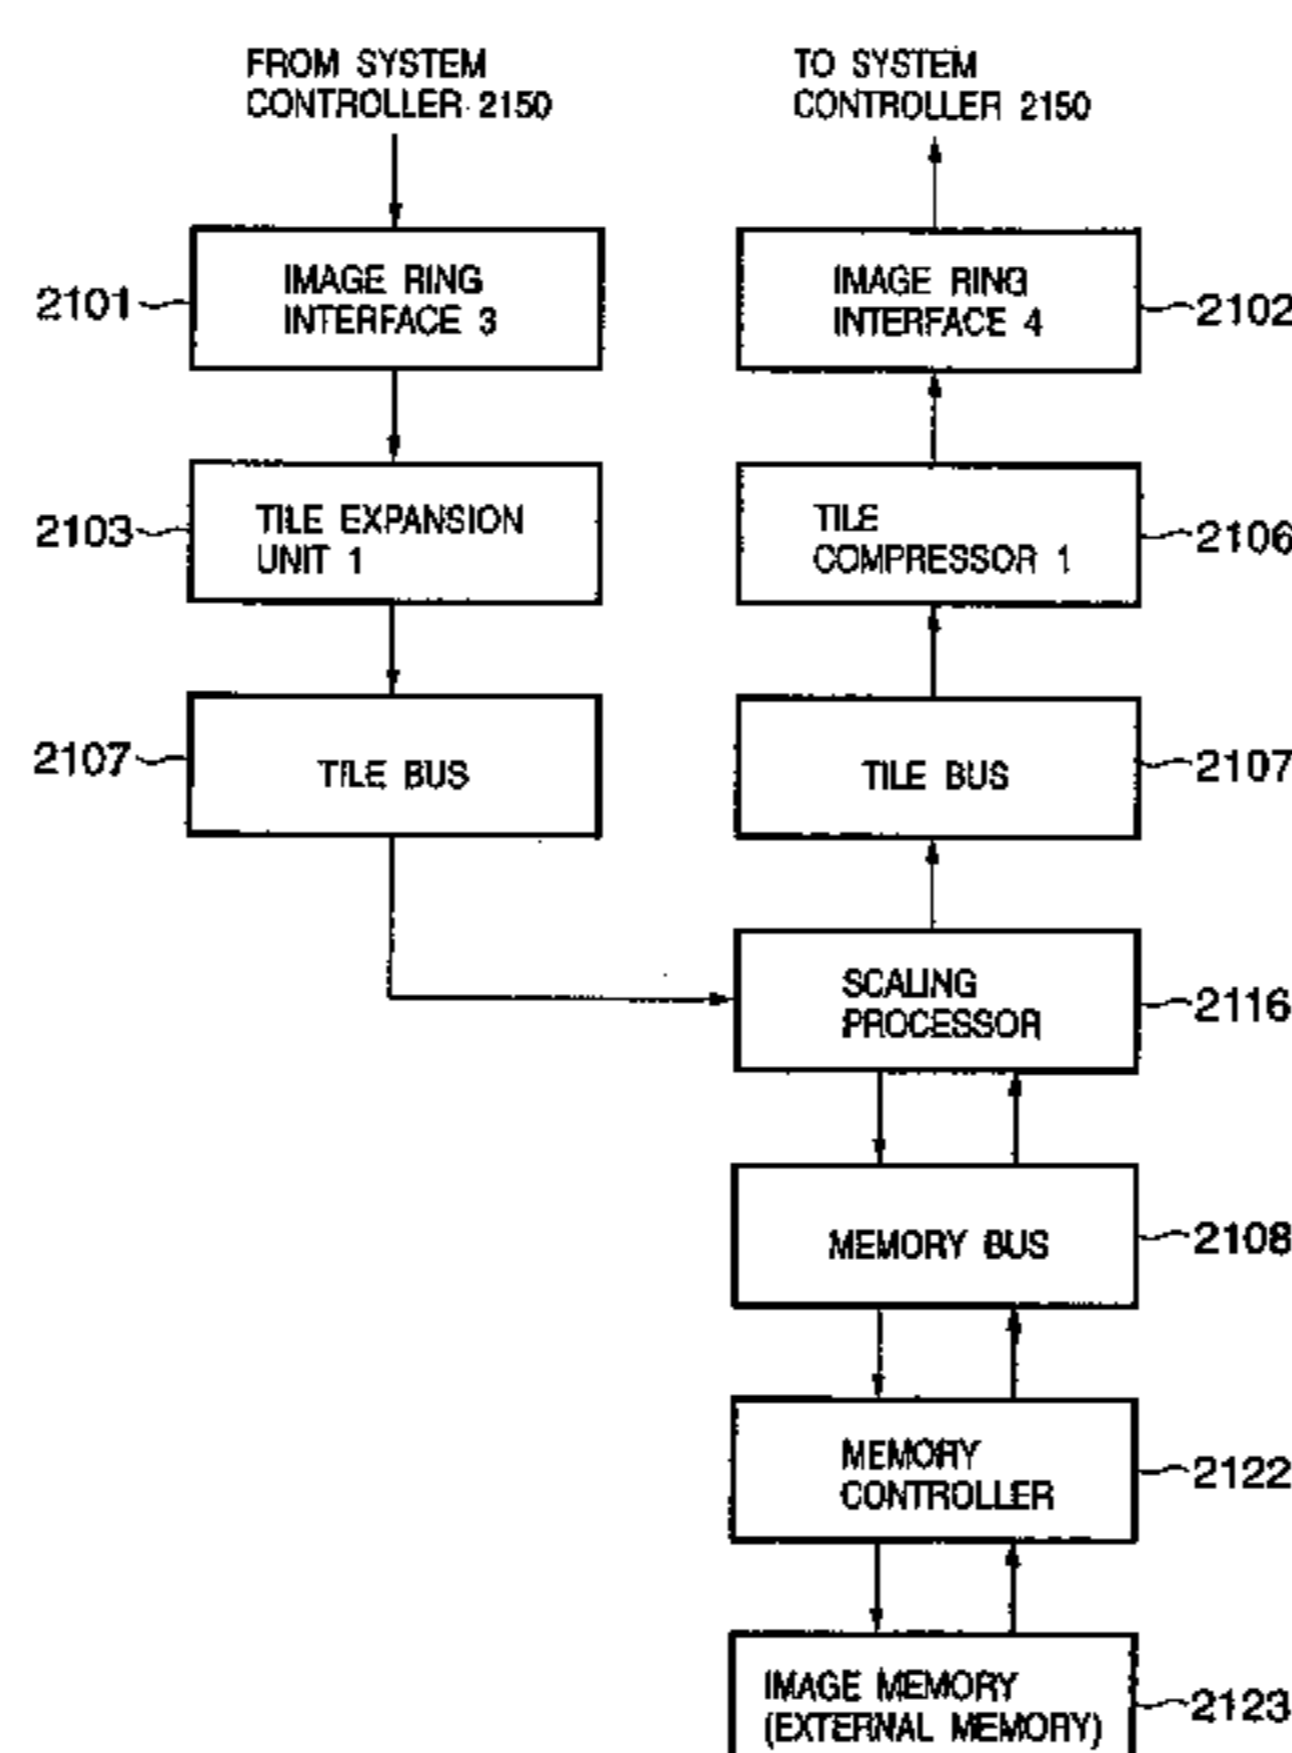 FROM SYSTEM
CONTROLLER 2150
TO SYSTEM
CONTROLLER 2150
2101
IMAGE RING
INTERFACE 3
IMAGE RING
INTERFACE 4
2102
2103
TILE EXPANSION
UNIT 1
TILE
COMPRESSOR 1
2106
2107
TILE BUS
TILE BUS
2107
SCALING
PROCESSOR
2116
MEMORY BUS
2108
MEMORY
CONTROLLER
2122
IMAGE MEMORY
(EXTERNAL MEMORY)
2123